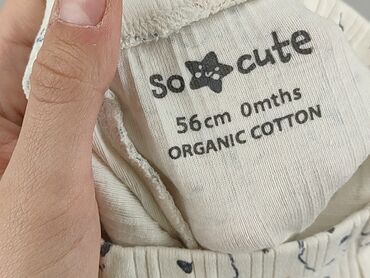 so cute
56cm 0mths
ORGANIC COTTON